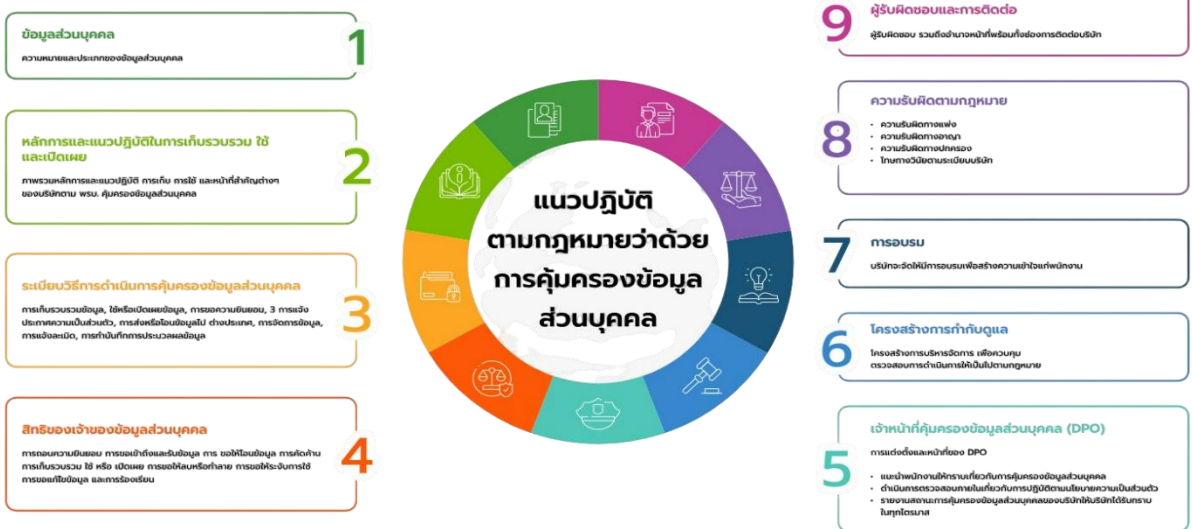 ข้อมูลส่วนบุคคล
ความหมายและประเภทของข้อมูลส่วนบุคคล
1
หลักการและแนวปฏิบัติในการเก็บรวบรวม ใช้
และเปิดเผย
ภาพรวมหลักการและแนวปฏิบัติ การเก็บ การใช้ และหน้าที่สำคัญต่างๆ
ของบริษัทตาม พรบ. คุ้มครองข้อมูลส่วนบุคคล
2
ระเบียบวิธีการดำเนินการคุ้มครองข้อมูลส่วนบุคคล
การเก็บรวบรวมข้อมูล, ใช้หรือเปิดเผยข้อมูล, การขอความยินยอม, 3 การแจ้ง
ประกาศความเป็นส่วนตัว, การส่งหรือโอนข้อมูลไป ต่างประเทศ, การจัดการข้อมูล,
การแจ้งละเมิด, การทำบันทึกการประมวลผลข้อมูล
3
สิทธิของเจ้าของข้อมูลส่วนบุคคล
การถอนความยินยอม การขอเข้าถึงและรับข้อมูล การ ขอให้โอนข้อมูล การคัดค้าน
การเก็บรวบรวม ใช้ หรือ เปิดเผย การขอให้ลบหรือทำลาย การขอให้ระงับการใช้
การขอแก้ไขข้อมูล และการร้องเรียน
4
แนวปฏิบัติ
ตามกฎหมายว่าด้วย
การคุ้มครองข้อมูล
ส่วนบุคคล
9
ผู้รับผิดชอบและการติดต่อ
ผู้รับผิดชอบ รวมถึงอำนาจหน้าที่พร้อมทั้งช่องการติดต่อบริษัท
8
ความรับผิดตามกฎหมาย
• ความรับผิดทางแพ่ง
• ความรับผิดทางอาญา
• ความรับผิดทางปกครอง
• โทษทางวินัยตามระเบียบบริษัท
7
การอบรม
บริษัทจะจัดให้มีการอบรมเพื่อสร้างความเข้าใจแก่พนักงาน
6
โครงสร้างการกำกับดูแล
โครงสร้างการบริหารจัดการ เพื่อควบคุม
ตรวจสอบการดำเนินการให้เป็นไปตามกฎหมาย
5
เจ้าหน้าที่คุ้มครองข้อมูลส่วนบุคคล (DPO)
การแต่งตั้งและหน้าที่ของ DPO
• แนะนำพนักงานให้ทราบเกี่ยวกับการคุ้มครองข้อมูลส่วนบุคคล
• ดำเนินการตรวจสอบภายในเกี่ยวกับการปฏิบัติตามนโยบายความเป็นส่วนตัว
• รายงานสถานะการคุ้มครองข้อมูลส่วนบุคคลของบริษัทให้บริษัทได้รับทราบ
ในทุกไตรมาส